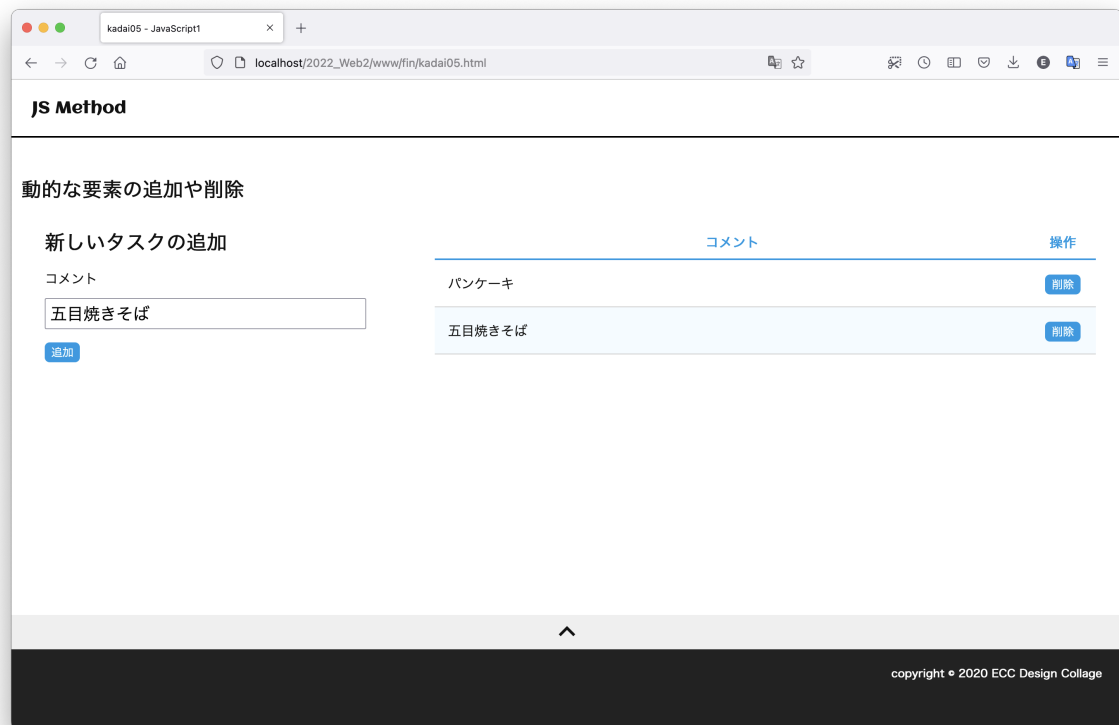 kadai05 - JavaScript1
localhost/2022_Web2/www/fin/kadai05.html
E
JS Method
動的な要素の追加や削除
新しいタスクの追加
コメント
五目焼きそば
追加
コメント 操作
パンケーキ 削除
五目焼きそば 削除
copyright © 2020 ECC Design Collage